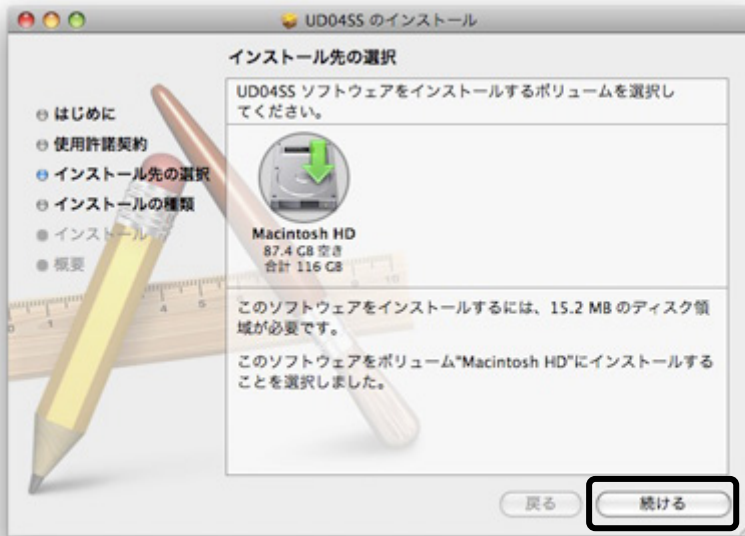 UD04SS のインストール
インストール先の選択
はじめに
使用許諾契約
インストール先の選択
インストールの種類
インストール
概要
UD04SS ソフトウェアをインストールするボリュームを選択し
てください。
Macintosh HD
87.4 GB 空き
合計 116 GB
このソフトウェアをインストールするには、15.2 MB のディスク領
域が必要です。
このソフトウェアをボリューム"Macintosh HD"にインストールする
ことを選択しました。
戻る
続ける